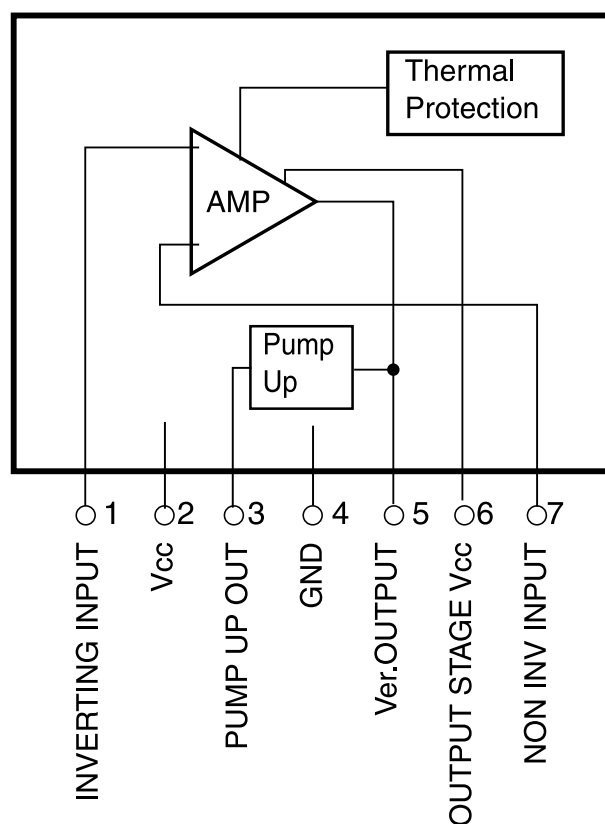 Thermal
Protection
AMP
Pump
Up
1
2
3
4
5
6
7
INVERTING INPUT
Vcc
PUMP UP OUT
GND
Ver.OUTPUT
OUTPUT STAGE Vcc
NON INV INPUT